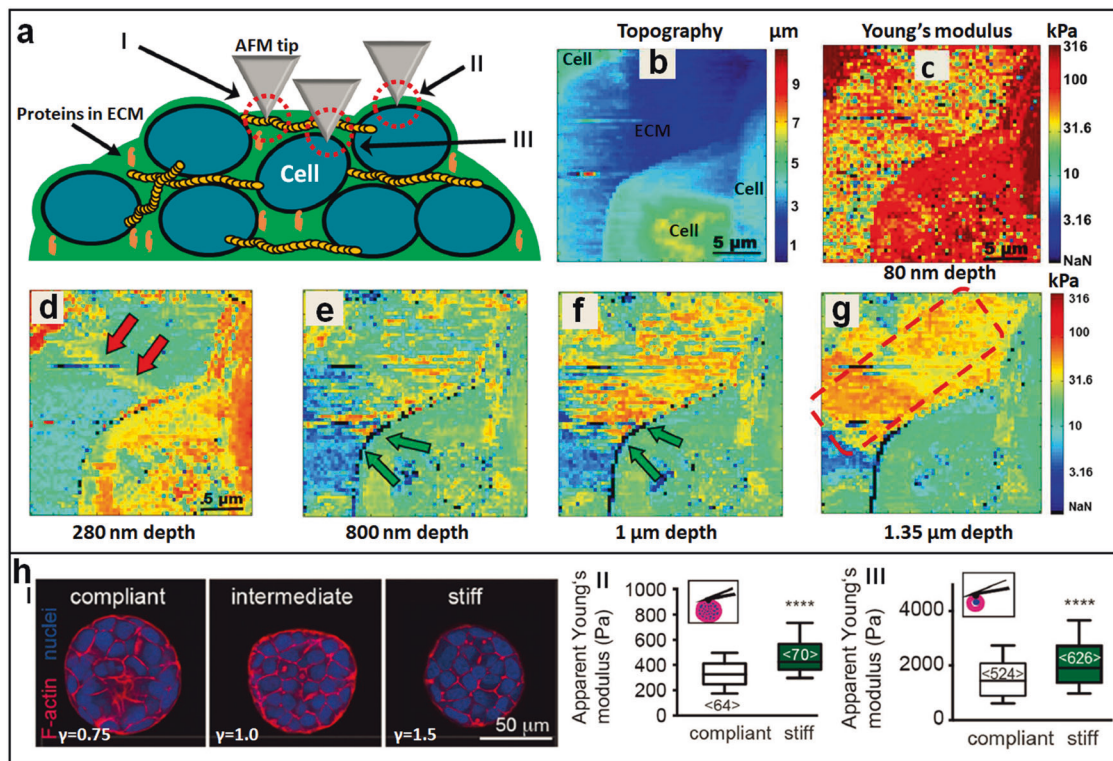 a
I
AFM tip
II
Proteins in ECM
III
Cell
Topography
µm
b
Cell
ECM
Cell
Cell
5 µm
9
7
5
3
1
Young's modulus
kPa
c
5 µm
316
100
31.6
10
3.16
NaN
80 nm depth
d
5 µm
280 nm depth
e
800 nm depth
f
1 µm depth
g
1.35 µm depth
kPa
316
100
31.6
10
3.16
NaN
h
I
F-actin nuclei
compliant
γ=0.75
intermediate
γ=1.0
stiff
γ=1.5
50 µm
II
Apparent Young's
modulus (Pa)
1000
800
600
400
200
0
****
<70>
<64>
compliant stiff
III
Apparent Young's
modulus (Pa)
4000
2000
0
****
<524>
<626>
compliant stiff